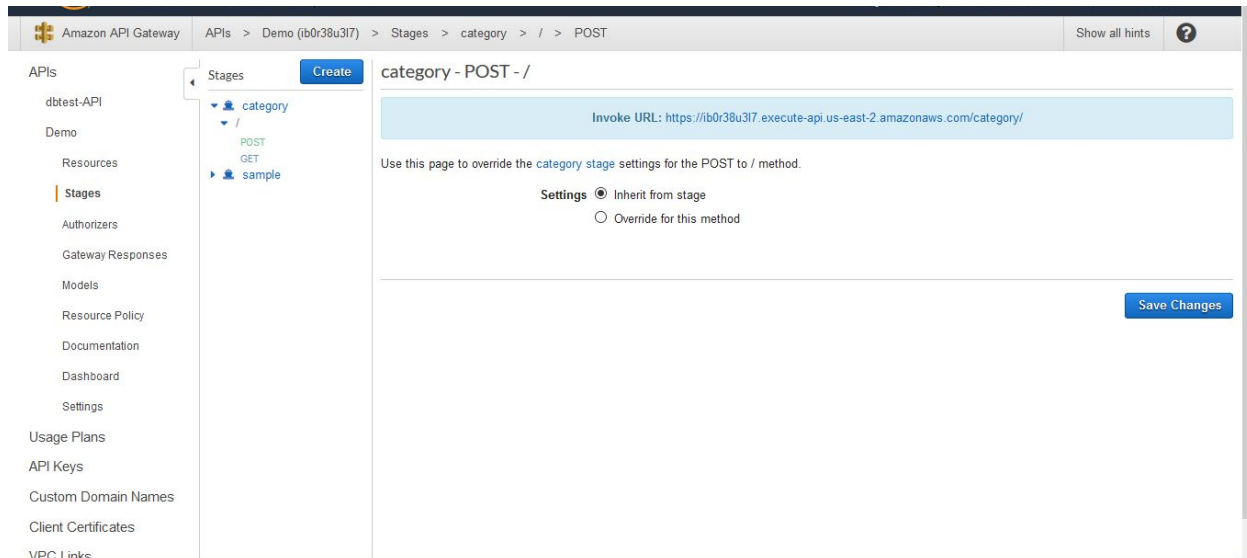 Amazon API Gateway
APIs > Demo (ib0r38u3l7) > Stages > category > / > POST
Show all hints
?
APIs
dbtest-API
Demo
Resources
Stages
Authorizers
Gateway Responses
Models
Resource Policy
Documentation
Dashboard
Settings
Usage Plans
API Keys
Custom Domain Names
Client Certificates
VPC Links
Stages
Create
category
/
POST
GET
sample
category - POST - /
Invoke URL: https://ib0r38u3l7.execute-api.us-east-2.amazonaws.com/category/
Use this page to override the category stage settings for the POST to / method.
Settings Inherit from stage
Override for this method
Save Changes